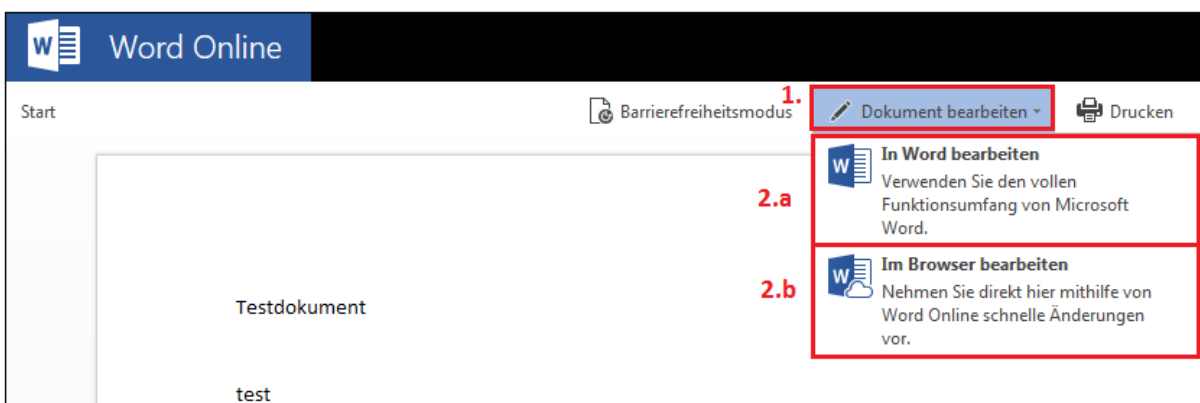 W Word Online
Start
Barrierefreiheitsmodus
1.
Dokument bearbeiten
Drucken
2.a
W
In Word bearbeiten
Verwenden Sie den vollen
Funktionsumfang von Microsoft
Word.
2.b
W
Im Browser bearbeiten
Nehmen Sie direkt hier mithilfe von
Word Online schnelle Änderungen
vor.
Testdokument
test